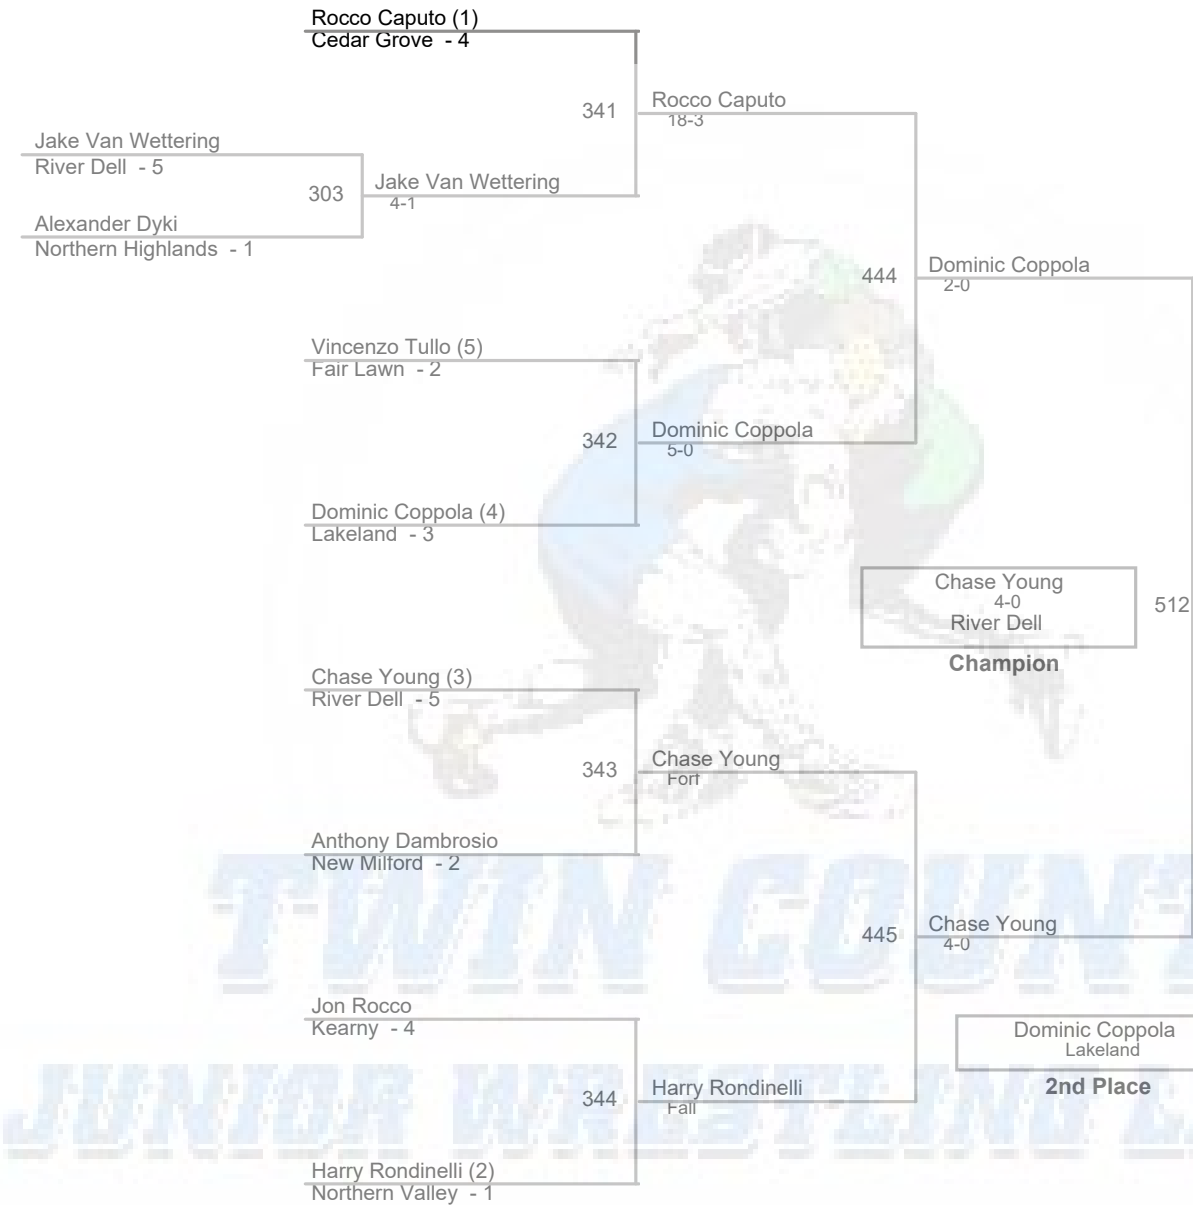 Rocco Caputo (1)
Cedar Grove - 4
341
Rocco Caputo
18-3
Jake Van Wettering
River Dell - 5
303
Jake Van Wettering
4-1
Alexander Dyki
Northern Highlands - 1
444
Dominic Coppola
2-0
Vincenzo Tullo (5)
Fair Lawn - 2
342
Dominic Coppola
5-0
Dominic Coppola (4)
Lakeland - 3
Chase Young
4-0
River Dell
512
Champion
Chase Young (3)
River Dell - 5
343
Chase Young
Forf
Anthony Dambrosio
New Milford - 2
TWIN COUNT
445
Chase Young
4-0
Jon Rocco
Kearny - 4
Dominic Coppola
Lakeland
2nd Place
344
Harry Rondinelli
Fall
JUNIOR WRESTLING
Harry Rondinelli (2)
Northern Valley - 1